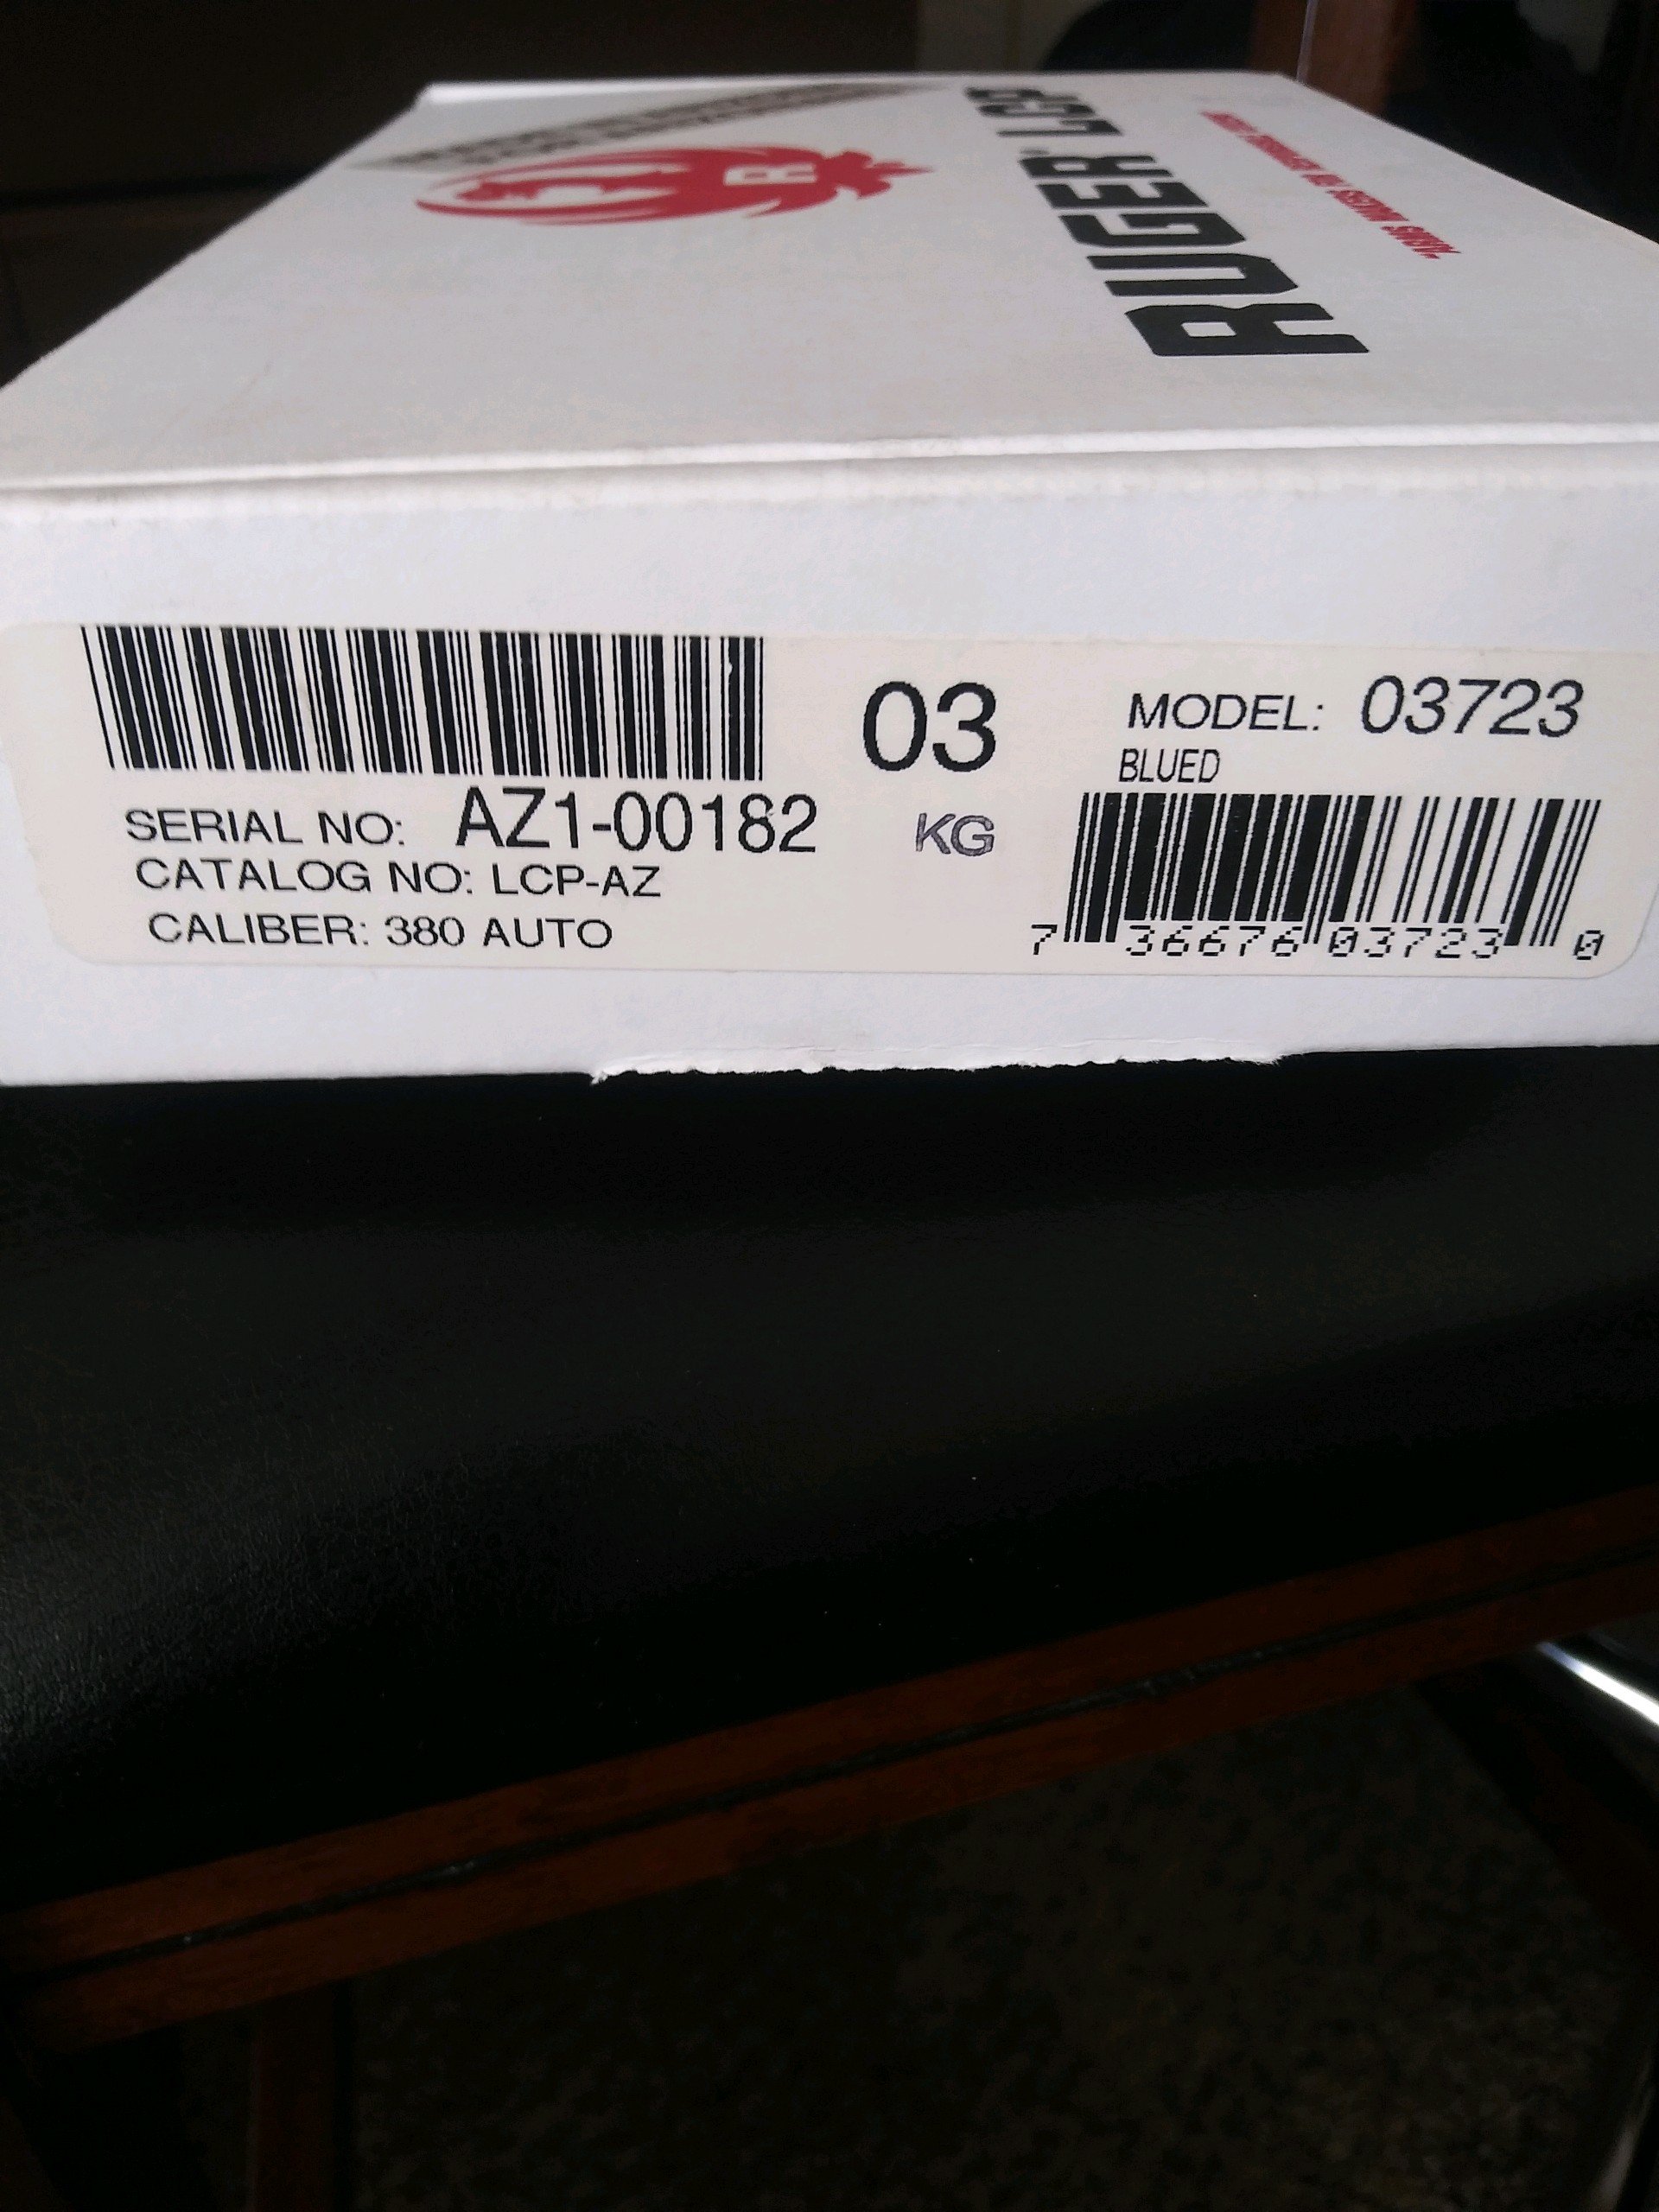 RUGER LCP
R
SERIAL NO: AZ1-00182
CATALOG NO: LCP-AZ
CALIBER: 380 AUTO
03
KG
MODEL: 03723
BLUED
7 36676 03723 0